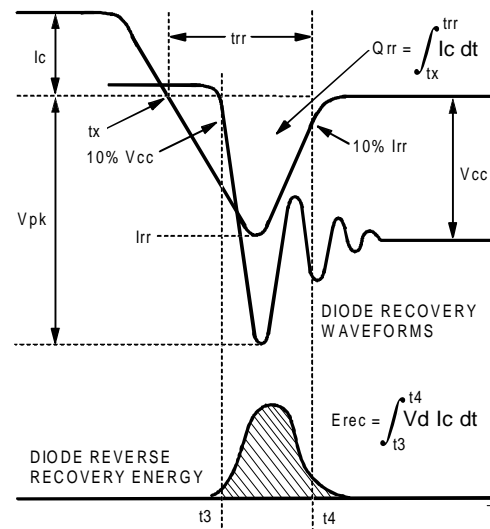 trr
Ic
trr
Qrr = ∫ Ic dt
tx
tx
10% Vcc
10% Irr
Vcc
Vpk
Irr
DIODE RECOVERY
WAVEFORMS
t4
Erec = ∫ Vd Ic dt
t3
DIODE REVERSE
RECOVERY ENERGY
t3
t4